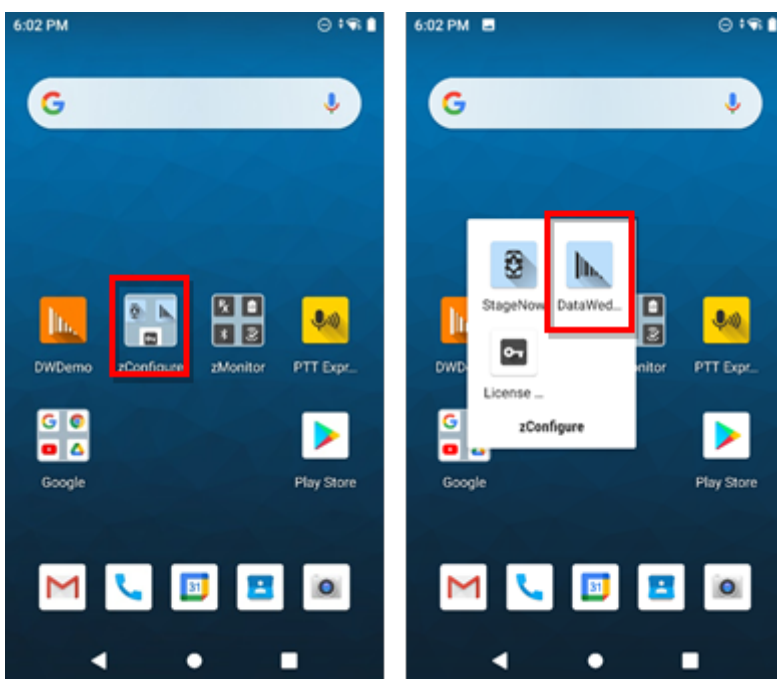 6:02 PM
G
DWDemo zConfigure zMonitor PTT Expr...
Google Play Store
31
6:02 PM
G
StageNow DataWed...
License ...
zConfigure
DWD nitor PTT Expr...
Google Play Store
31